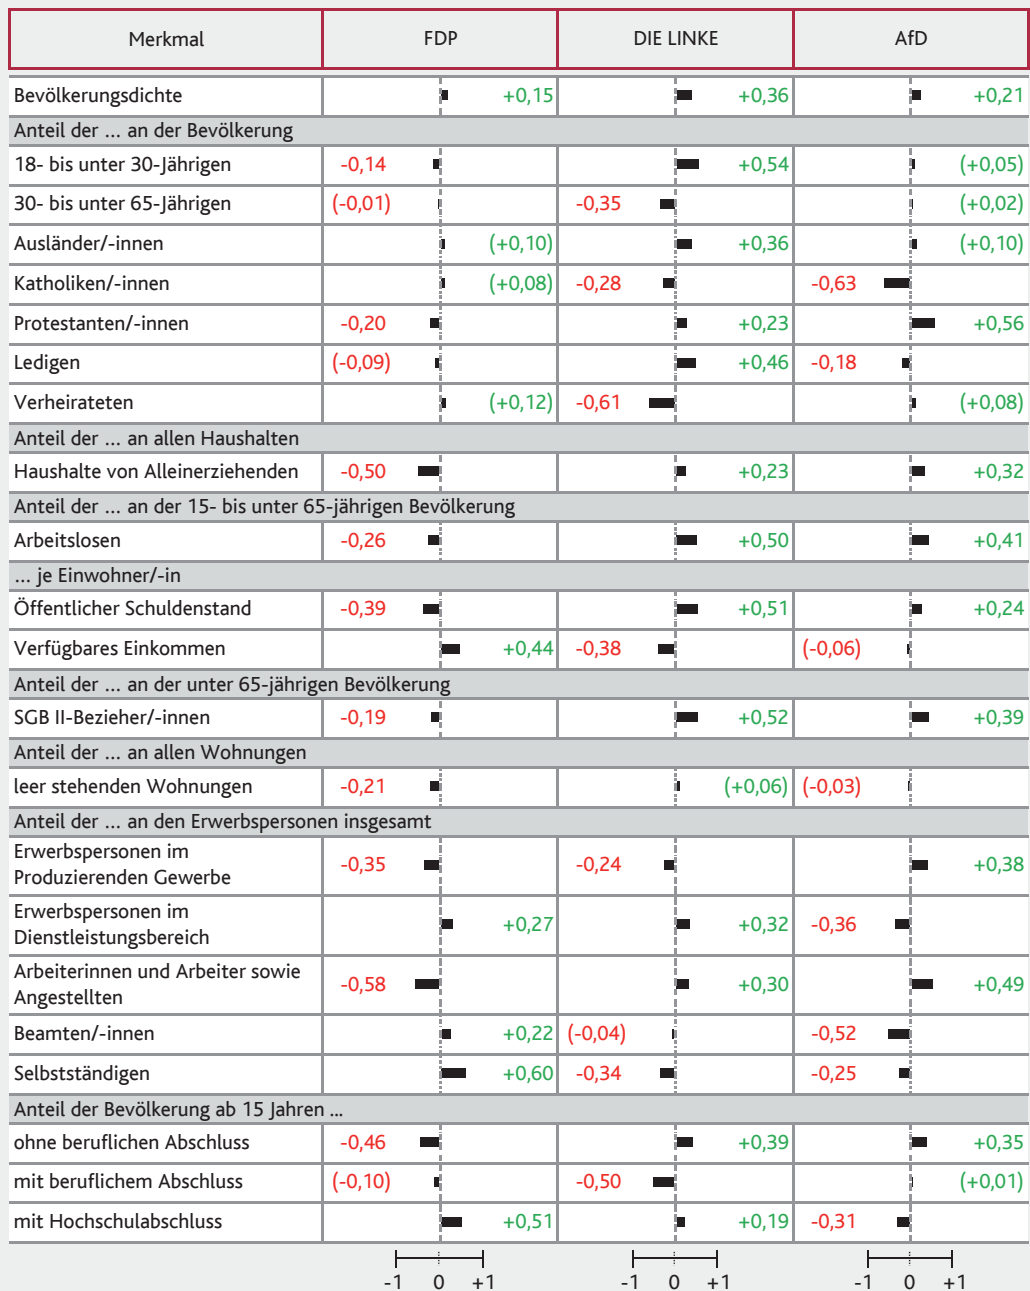 Merkmal FDP DIE LINKE AfD
Bevölkerungsdichte +0,15 +0,36 +0,21
Anteil der ... an der Bevölkerung
18- bis unter 30-Jährigen -0,14 +0,54 (+0,05)
30- bis unter 65-Jährigen (-0,01) -0,35 (+0,02)
Ausländer/-innen (+0,10) +0,36 (+0,10)
Katholiken/-innen (+0,08) -0,28 -0,63
Protestanten/-innen -0,20 +0,23 +0,56
Ledigen (-0,09) +0,46 -0,18
Verheirateten (+0,12) -0,61 (+0,08)
Anteil der ... an allen Haushalten
Haushalte von Alleinerziehenden -0,50 +0,23 +0,32
Anteil der ... an der 15- bis unter 65-jährigen Bevölkerung
Arbeitslosen -0,26 +0,50 +0,41
... je Einwohner/-in
Öffentlicher Schuldenstand -0,39 +0,51 +0,24
Verfügbares Einkommen +0,44 -0,38 (-0,06)
Anteil der ... an der unter 65-jährigen Bevölkerung
SGB II-Bezieher/-innen -0,19 +0,52 +0,39
Anteil der ... an allen Wohnungen
leer stehenden Wohnungen -0,21 (+0,06) (-0,03)
Anteil der ... an den Erwerbspersonen insgesamt
Erwerbspersonen im
Produzierenden Gewerbe -0,35 -0,24 +0,38
Erwerbspersonen im
Dienstleistungsbereich +0,27 +0,32 -0,36
Arbeiterinnen und Arbeiter sowie
Angestellten -0,58 +0,30 +0,49
Beamten/-innen +0,22 (-0,04) -0,52
Selbstständigen +0,60 -0,34 -0,25
Anteil der Bevölkerung ab 15 Jahren ...
ohne beruflichen Abschluss -0,46 +0,39 +0,35
mit beruflichem Abschluss (-0,10) -0,50 (+0,01)
mit Hochschulabschluss +0,51 +0,19 -0,31
-1 0 +1 -1 0 +1 -1 0 +1